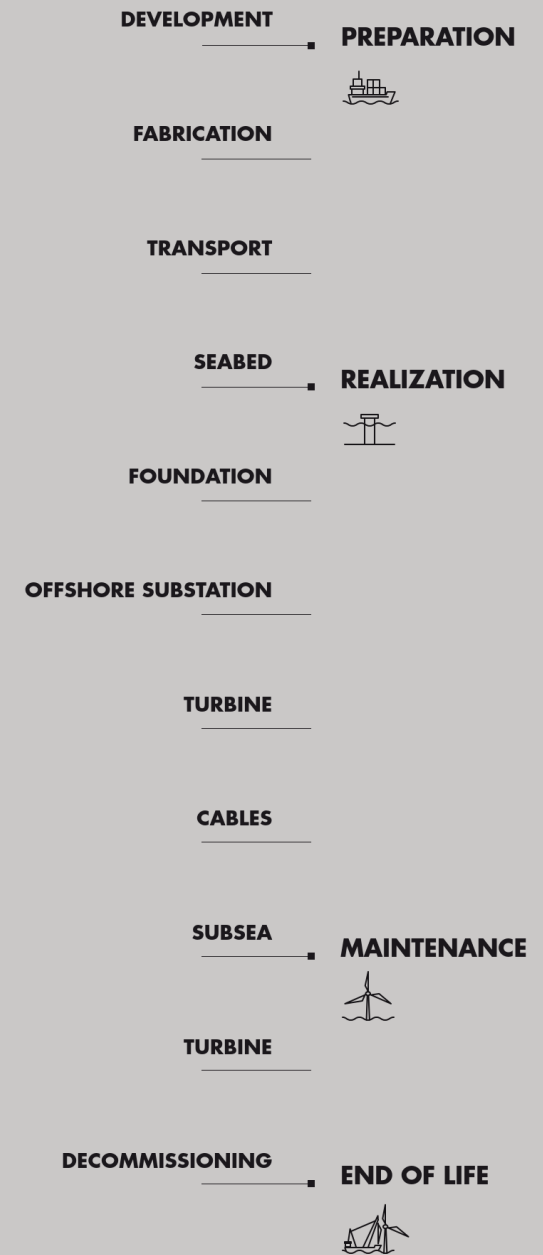 DEVELOPMENT
PREPARATION
FABRICATION
TRANSPORT
SEABED
REALIZATION
FOUNDATION
OFFSHORE SUBSTATION
TURBINE
CABLES
SUBSEA
MAINTENANCE
TURBINE
DECOMMISSIONING
END OF LIFE